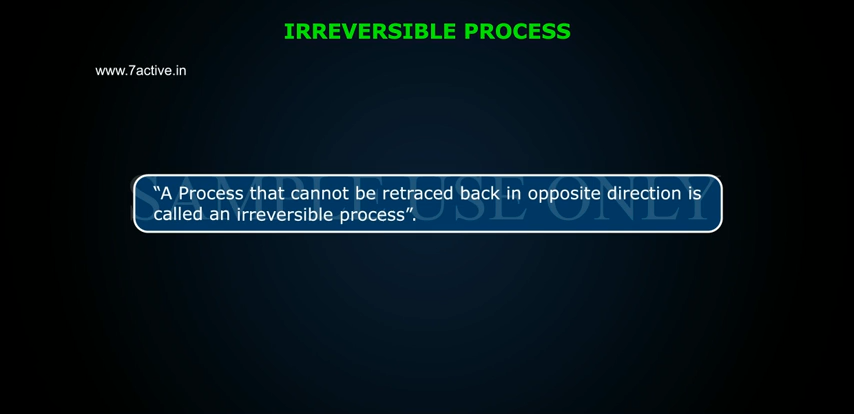 IRREVERSIBLE PROCESS
www.7active.in
SAMPLE USE ONLY
“A Process that cannot be retraced back in opposite direction is
called an irreversible process”.